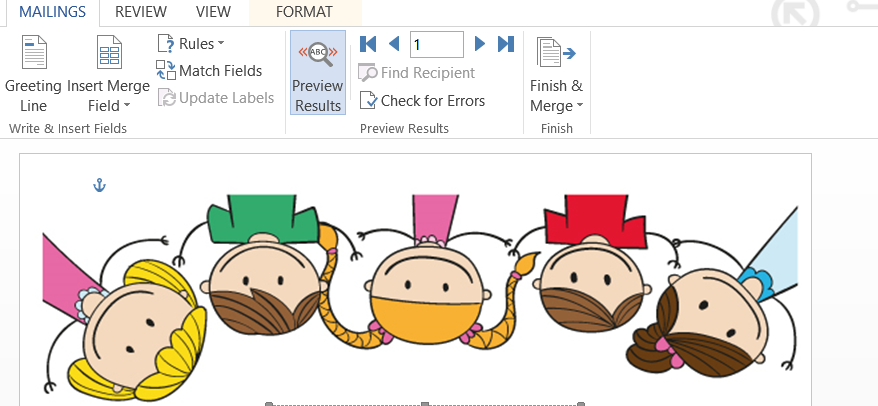 MAILINGS REVIEW VIEW FORMAT
Greeting Line
Insert Merge Field
Rules
Match Fields
Update Labels
Write & Insert Fields
«ABC»
Preview Results
1
Find Recipient
Check for Errors
Preview Results
Finish & Merge
Finish